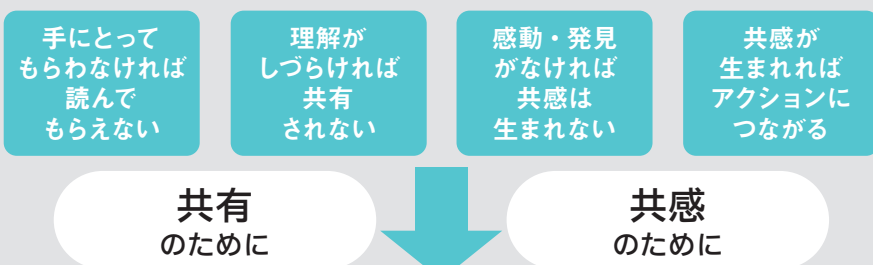 手にとって
もらわなければ
読んで
もらえない
理解が
しづらければ
共有
されない
感動・発見
がなければ
共感は
生まれない
共感が
生まれれば
アクションに
つながる
共有
のために
共感
のために